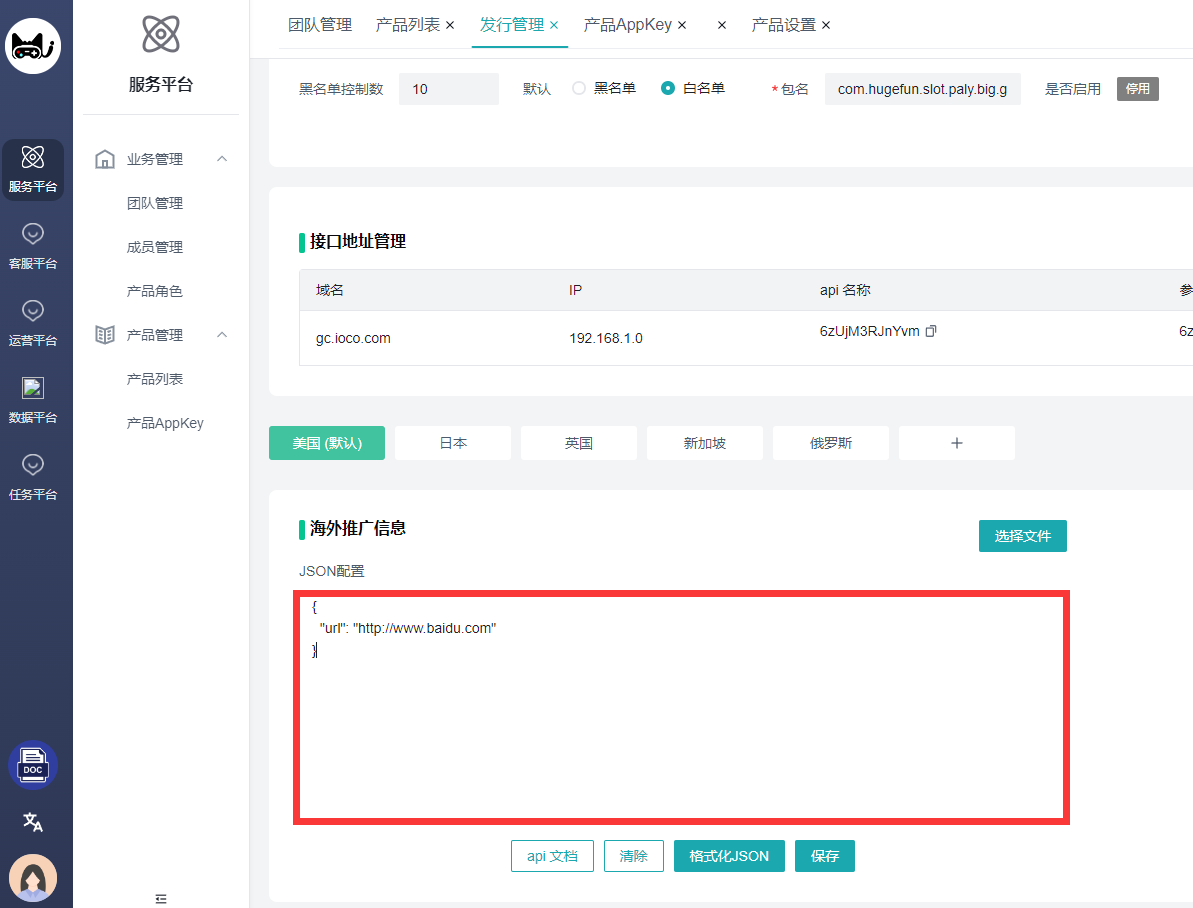 团队管理 产品列表 × 发行管理 × 产品AppKey × × 产品设置 ×
服务平台
黑名单控制数 10 默认 黑名单 白名单 *包名 com.hugefun.slot.paly.big.g 是否启用 停用
服务平台
客服平台
运营平台
数据平台
任务平台
DOC
业务管理
团队管理
成员管理
产品角色
产品管理
产品列表
产品AppKey
接口地址管理
域名 IP api 名称 参
gc.ioco.com 192.168.1.0 6zUjM3RJnYvm 6z
美国 (默认) 日本 英国 新加坡 俄罗斯 +
海外推广信息
选择文件
JSON配置
{
"url": "http://www.baidu.com"
}
api 文档 清除 格式化JSON 保存